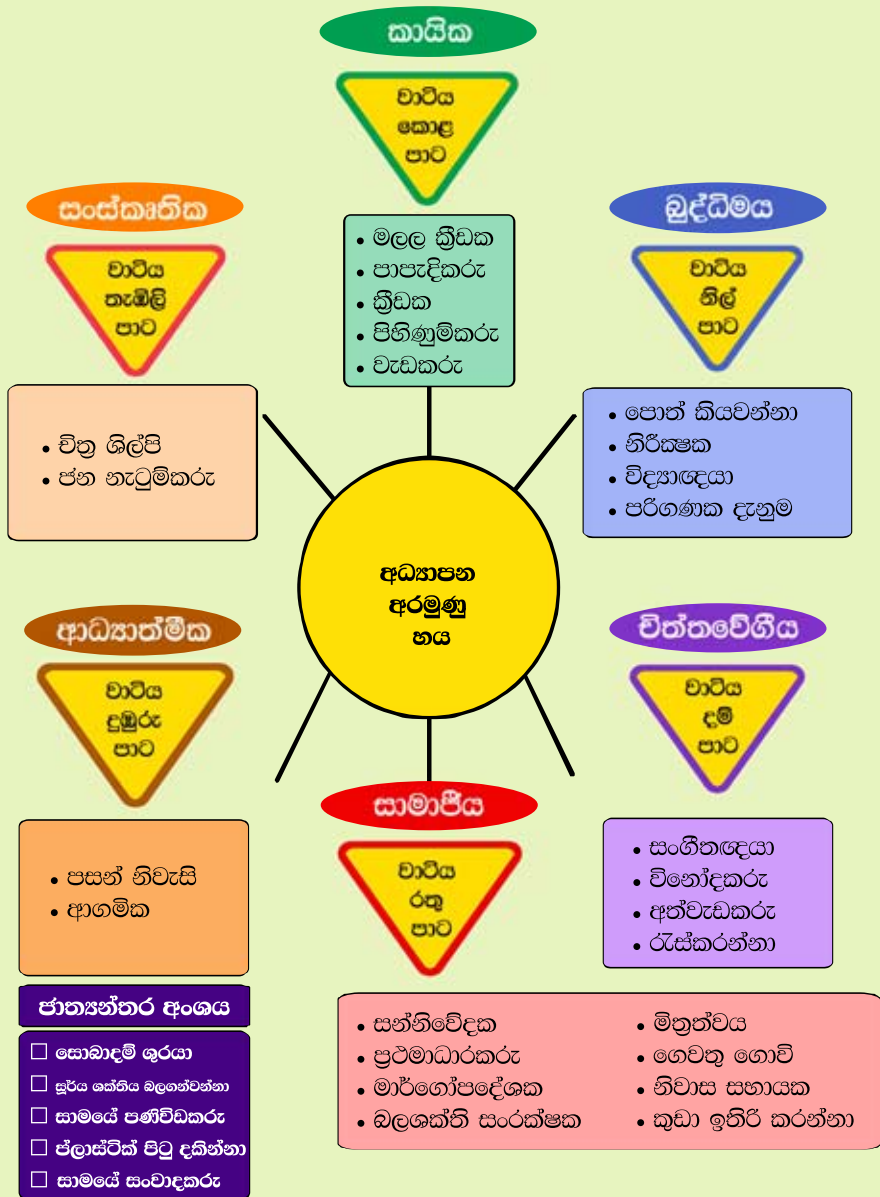 කායික
වාටිය
කොළ
පාට
• මලල ක්‍රීඩක
• පාපැදිකරු
• ක්‍රීඩක
• පිහිණුම්කරු
• වැඩකරු
සංස්කෘතික
වාටිය
තැඹිලි
පාට
• චිත්‍ර ශිල්පි
• ජන නැටුම්කරු
බුද්ධිමය
වාටිය
නිල්
පාට
• පොත් කියවන්නා
• නිරීක්‍ෂක
• විද්‍යාඥයා
• පරිගණක දැනුම
අධ්‍යාපන
අරමුණු
හය
ආධ්‍යාත්මික
වාටිය
දුඹුරු
පාට
• පසන් නිවැසි
• ආගමික
චිත්තවේගීය
වාටිය
දම්
පාට
• සංගීතඥයා
• විනෝදකරු
• අත්වැඩකරු
• රැස්කරන්නා
සාමාජීය
වාටිය
රතු
පාට
• සන්නිවේදක
• ප්‍රථමාධාරකරු
• මාර්ගෝපදේශක
• බලශක්ති සංරක්ෂක
• මිත්‍රත්වය
• ගෙවතු ගොවි
• නිවාස සහායක
• කුඩා ඉතිරි කරන්නා
ජාත්‍යන්තර අංශය
☐ සොබාදම් ශුරයා
☐ සූර්ය ශක්තිය බලගන්වන්නා
☐ සාමයේ පණිවිඩකරු
☐ ප්ලාස්ටික් පිටු දකින්නා
☐ සාමයේ සංවාදකරු